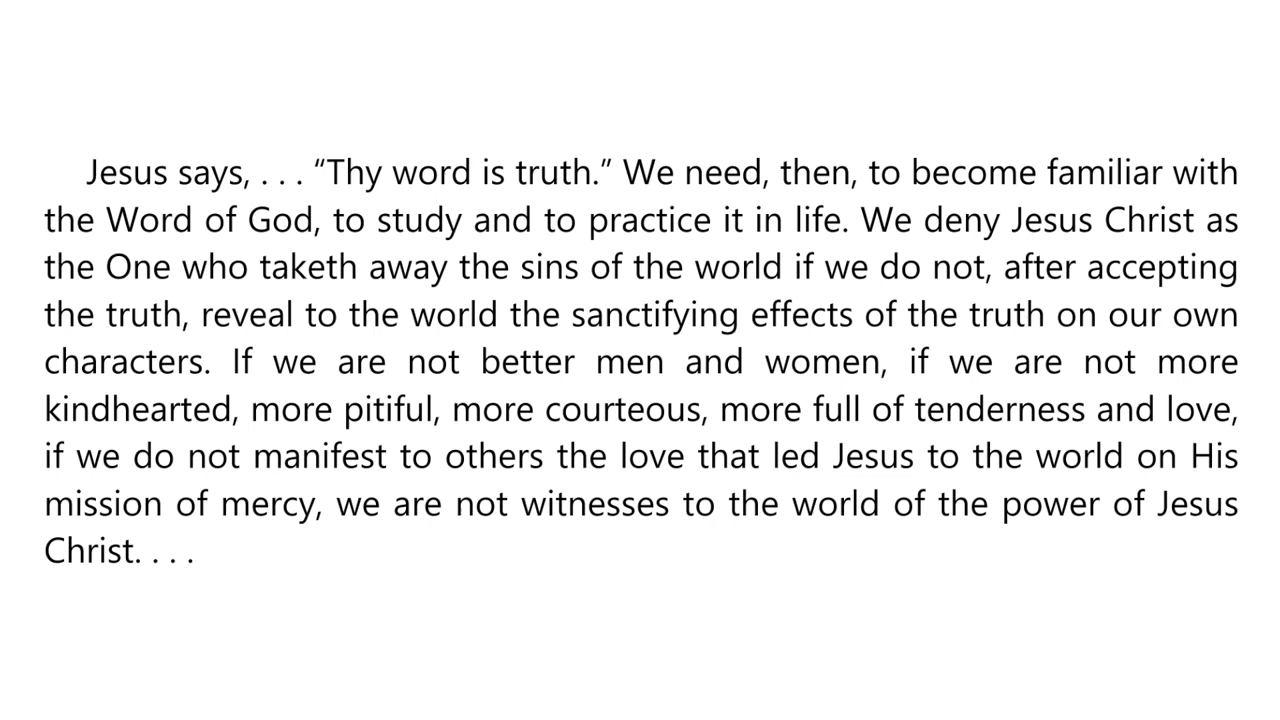 Jesus says, . . . “Thy word is truth.” We need, then, to become familiar with
the Word of God, to study and to practice it in life. We deny Jesus Christ as
the One who taketh away the sins of the world if we do not, after accepting
the truth, reveal to the world the sanctifying effects of the truth on our own
characters. If we are not better men and women, if we are not more
kindhearted, more pitiful, more courteous, more full of tenderness and love,
if we do not manifest to others the love that led Jesus to the world on His
mission of mercy, we are not witnesses to the world of the power of Jesus
Christ. . . .